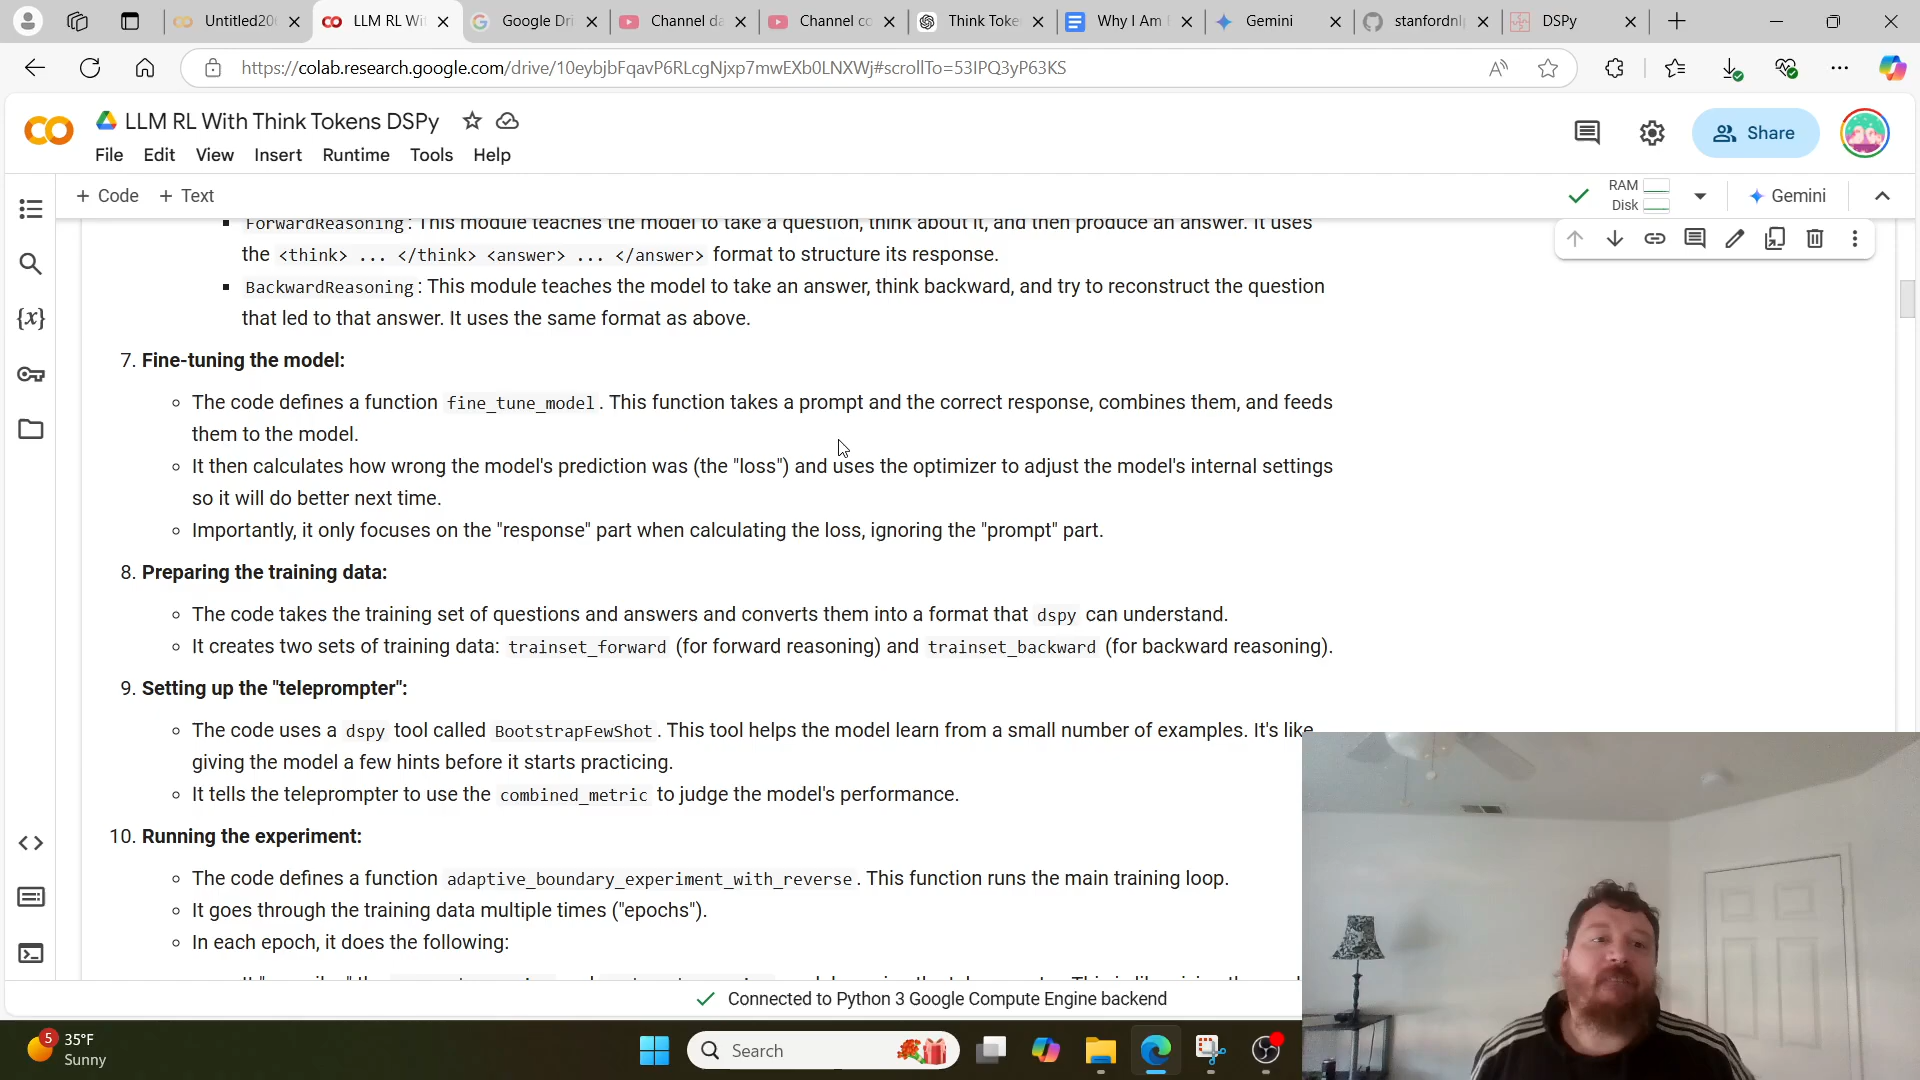 Untitled20
LLM RL Wi
Google Dri
Channel da
Channel co
Think Toke
Why I Am
Gemini
stanfordnl
DSPy
https://colab.research.google.com/drive/10eybjbFqavP6RLcgNjxp7mwEXb0LNXWj#scrollTo=53IPQ3yP63KS
LLM RL With Think Tokens DSPy
File Edit View Insert Runtime Tools Help
Share
+ Code + Text
RAM
Disk
Gemini
ForwardReasoning: This module teaches the model to take a question, think about it, and then produce an answer. It uses
the <think> ... </think> <answer> ... </answer> format to structure its response.
BackwardReasoning: This module teaches the model to take an answer, think backward, and try to reconstruct the question
that led to that answer. It uses the same format as above.
7. Fine-tuning the model:
The code defines a function fine_tune_model. This function takes a prompt and the correct response, combines them, and feeds
them to the model.
It then calculates how wrong the model's prediction was (the "loss") and uses the optimizer to adjust the model's internal settings
so it will do better next time.
Importantly, it only focuses on the "response" part when calculating the loss, ignoring the "prompt" part.
8. Preparing the training data:
The code takes the training set of questions and answers and converts them into a format that dspy can understand.
It creates two sets of training data: trainset_forward (for forward reasoning) and trainset_backward (for backward reasoning).
9. Setting up the "teleprompter":
The code uses a dspy tool called BootstrapFewShot. This tool helps the model learn from a small number of examples. It's like
giving the model a few hints before it starts practicing.
It tells the teleprompter to use the combined_metric to judge the model's performance.
10. Running the experiment:
The code defines a function adaptive_boundary_experiment_with_reverse. This function runs the main training loop.
It goes through the training data multiple times ("epochs").
In each epoch, it does the following:
Connected to Python 3 Google Compute Engine backend
5
35°F
Sunny
Search